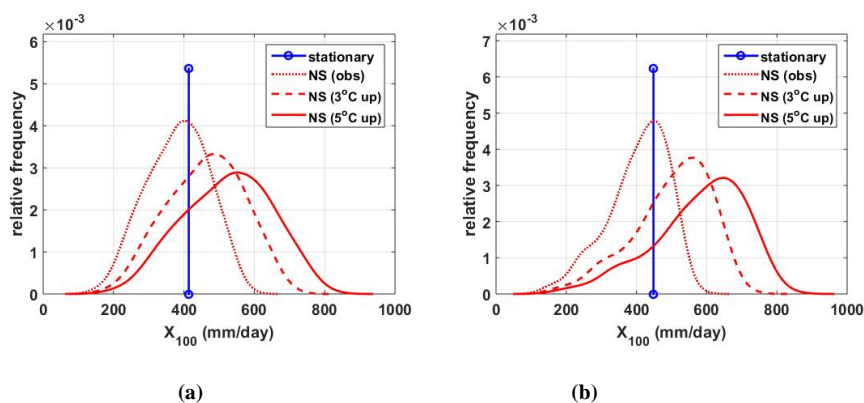 ×10⁻³
6
5
4
3
2
1
0
relative frequency
0 200 400 600 800 1000
X₁₀₀ (mm/day)
stationary
NS (obs)
NS (3°C up)
NS (5°C up)
(a)
×10⁻³
7
6
5
4
3
2
1
0
relative frequency
0 200 400 600 800 1000
X₁₀₀ (mm/day)
stationary
NS (obs)
NS (3°C up)
NS (5°C up)
(b)